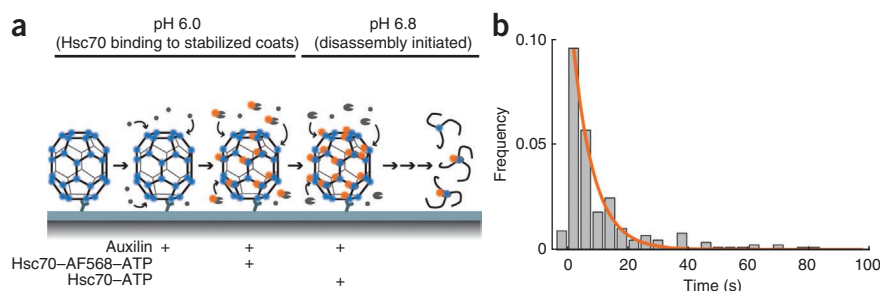 a
pH 6.0
(Hsc70 binding to stabilized coats)
pH 6.8
(disassembly initiated)
Auxilin + + +
Hsc70–AF568–ATP +
Hsc70–ATP +
b
0.10
0.05
0
Frequency
0 20 40 60 80 100
Time (s)